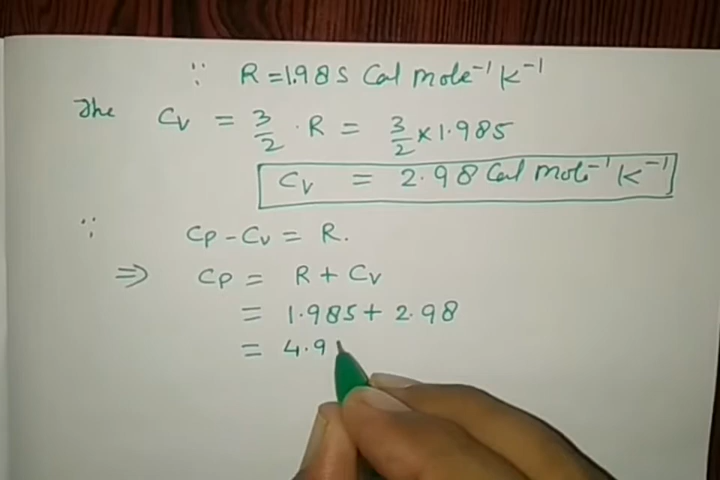 ∵ R = 1.985 Cal mole⁻¹ K⁻¹
The Cv = 3/2 · R = 3/2 × 1.985
Cv = 2.98 Cal mole⁻¹ K⁻¹
∵ Cp - Cv = R.
⇒ Cp = R + Cv
= 1.985 + 2.98
= 4.9